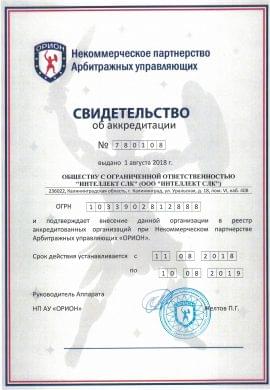 ОРИОН
Некоммерческое партнерство
Арбитражных управляющих
СВИДЕТЕЛЬСТВО
об аккредитации
№ 780108
выдано 1 августа 2018 г.
ОБЩЕСТВУ С ОГРАНИЧЕННОЙ ОТВЕТСТВЕННОСТЬЮ
"ИНТЕЛЛЕКТ СЛК" (ООО "ИНТЕЛЛЕКТ СЛК")
236022, Калининградская область, г. Калининград, ул. Уральская, д. 18, пом. VI, каб. 408
ОГРН 1033902812888
и подтверждает внесение данной организации в реестр
аккредитованных организаций при Некоммерческом партнерстве
Арбитражных управляющих «ОРИОН».
Срок действия устанавливается с 11 08 2018
по 10 08 2019
Руководитель Аппарата
НП АУ «ОРИОН»
Желтов П.Г.